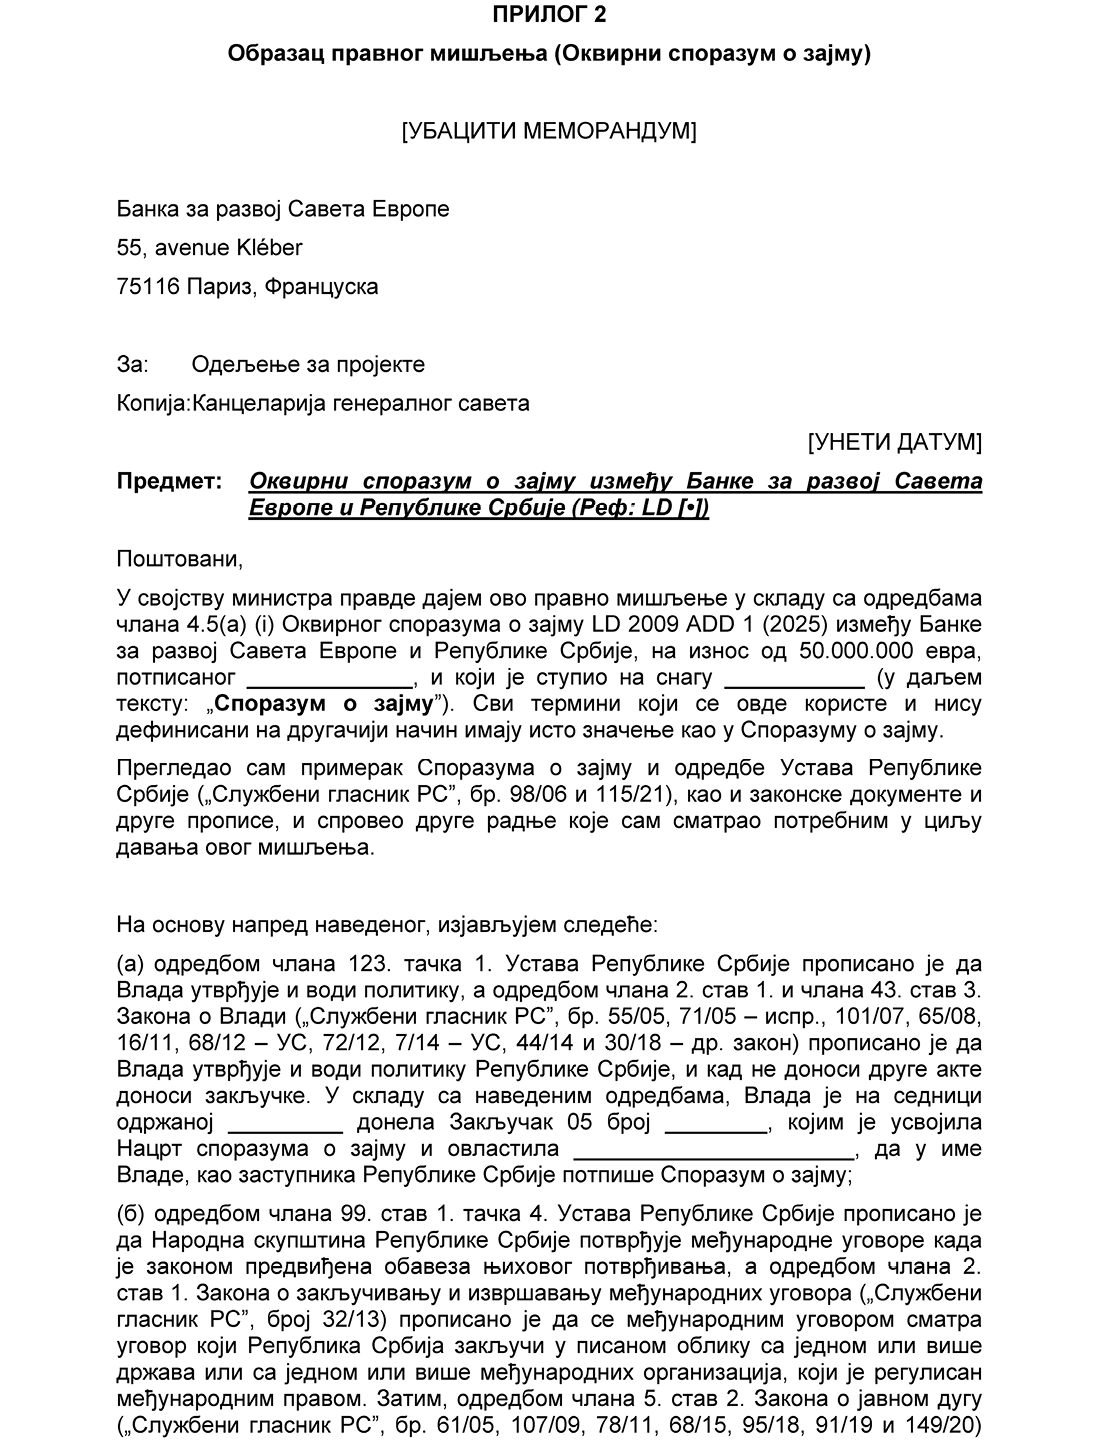 ПРИЛОГ 2
Образац правног мишљења (Оквирни споразум о зајму)
[УБАЦИТИ МЕМОРАНДУМ]
Банка за развој Савета Европе
55, avenue Kléber
75116 Париз, Француска
За: Одељење за пројекте
Копија:Канцеларија генералног савета
[УНЕТИ ДАТУМ]
Предмет: Оквирни споразум о зајму између Банке за развој Савета
Европе и Републике Србије (Реф: LD [•])
Поштовани,
У својству министра правде дајем ово правно мишљење у складу са одредбама
члана 4.5(а) (i) Оквирног споразума о зајму LD 2009 ADD 1 (2025) између Банке
за развој Савета Европе и Републике Србије, на износ од 50.000.000 евра,
потписаног _____________, и који је ступио на снагу ___________ (у даљем
тексту: „Споразум о зајму”). Сви термини који се овде користе и нису
дефинисани на другачији начин имају исто значење као у Споразуму о зајму.
Прегледао сам примерак Споразума о зајму и одредбе Устава Републике
Србије („Службени гласник РС”, бр. 98/06 и 115/21), као и законске документе и
друге прописе, и спровео друге радње које сам сматрао потребним у циљу
давања овог мишљења.
На основу напред наведеног, изјављујем следеће:
(а) одредбом члана 123. тачка 1. Устава Републике Србије прописано је да
Влада утврђује и води политику, а одредбом члана 2. став 1. и члана 43. став 3.
Закона о Влади („Службени гласник РС”, бр. 55/05, 71/05 – испр., 101/07, 65/08,
16/11, 68/12 – УС, 72/12, 7/14 – УС, 44/14 и 30/18 – др. закон) прописано је да
Влада утврђује и води политику Републике Србије, и кад не доноси друге акте
доноси закључке. У складу са наведеним одредбама, Влада је на седници
одржаној _________ донела Закључак 05 број ________, којим је усвојила
Нацрт споразума о зајму и овластила ______________________, да у име
Владе, као заступника Републике Србије потпише Споразум о зајму;
(б) одредбом члана 99. став 1. тачка 4. Устава Републике Србије прописано је
да Народна скупштина Републике Србије потврђује међународне уговоре када
је законом предвиђена обавеза њиховог потврђивања, а одредбом члана 2.
став 1. Закона о закључивању и извршавању међународних уговора („Службени
гласник РС”, број 32/13) прописано је да се међународним уговором сматра
уговор који Република Србија закључи у писаном облику са једном или више
држава или са једном или више међународних организација, који је регулисан
међународним правом. Затим, одредбом члана 5. став 2. Закона о јавном дугу
(„Службени гласник РС”, бр. 61/05, 107/09, 78/11, 68/15, 95/18, 91/19 и 149/20)